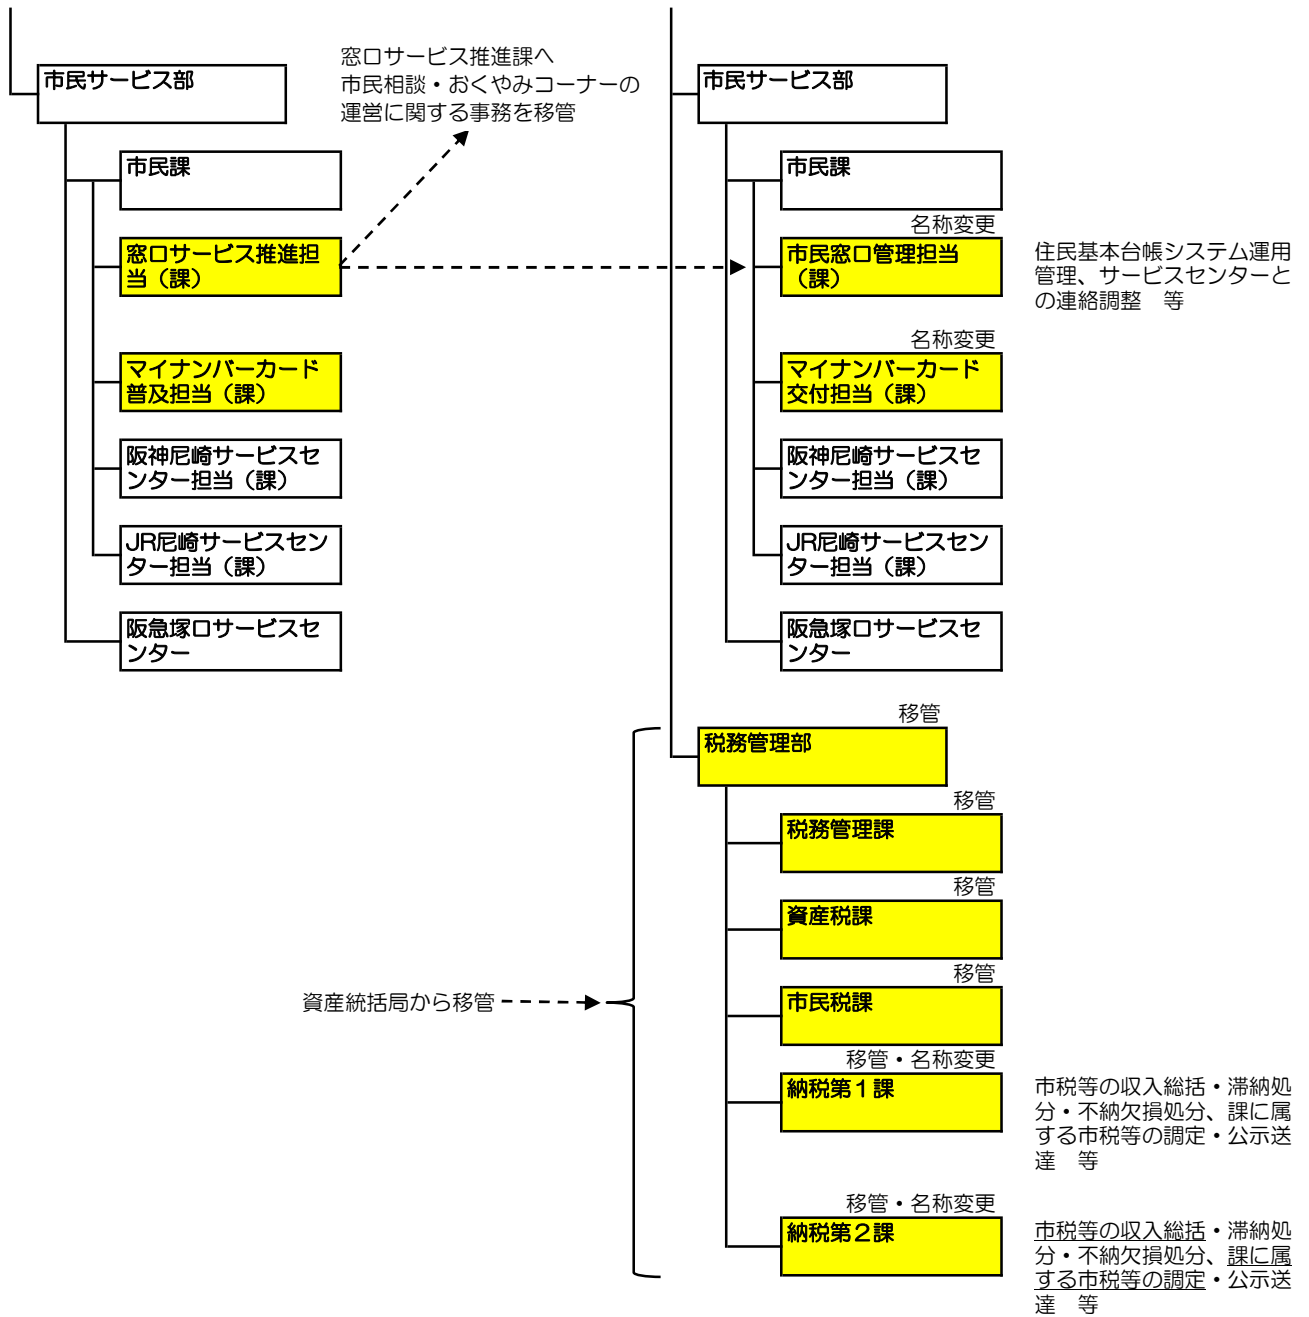 窓口サービス推進課へ
市民相談・おくやみコーナーの
運営に関する事務を移管
市民サービス部
市民課
窓口サービス推進担
当（課）
マイナンバーカード
普及担当（課）
阪神尼崎サービスセ
ンター担当（課）
JR尼崎サービスセン
ター担当（課）
阪急塚口サービスセ
ンター
市民サービス部
市民課
名称変更
市民窓口管理担当
（課）
住民基本台帳システム運用
管理、サービスセンターと
の連絡調整　等
名称変更
マイナンバーカード
交付担当（課）
阪神尼崎サービスセ
ンター担当（課）
JR尼崎サービスセン
ター担当（課）
阪急塚口サービスセ
ンター
移管
税務管理部
移管
税務管理課
移管
資産税課
移管
市民税課
資産統括局から移管
移管・名称変更
納税第１課
市税等の収入総括・滞納処
分・不納欠損処分、課に属
する市税等の調定・公示送
達　等
移管・名称変更
納税第２課
市税等の収入総括・滞納処
分・不納欠損処分、課に属
する市税等の調定・公示送
達　等